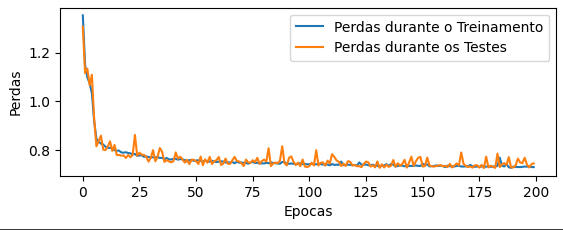 Perdas durante o Treinamento
Perdas durante os Testes
Perdas
1.2
1.0
0.8
0 25 50 75 100 125 150 175 200
Epocas